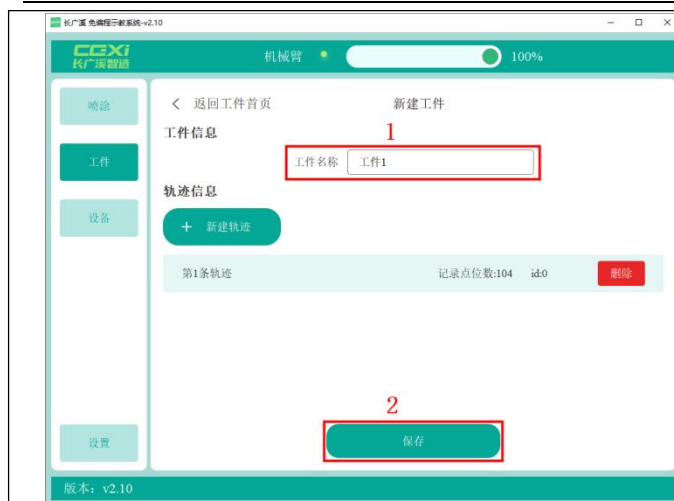 长广溪 免编程示教系统-v2.10
CGXi
长广溪智造
机械臂
100%
喷涂
工件
设备
设置
返回工件首页
新建工件
工件信息
1
工件名称
工件1
轨迹信息
+ 新建轨迹
第1条轨迹
记录点位数:104
id:0
删除
2
保存
版本：v2.10